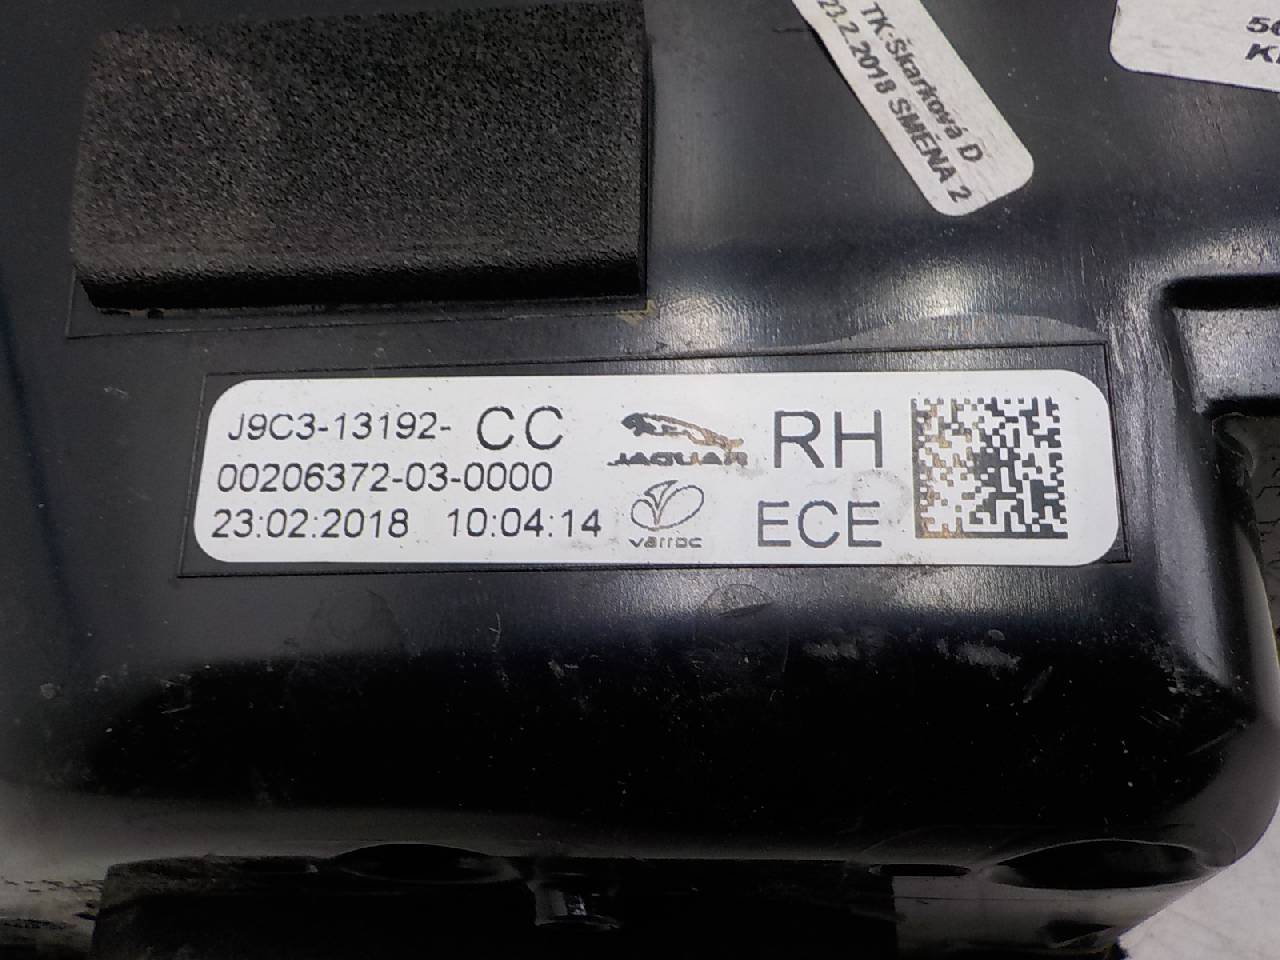 TK-Škarková D
23.2.2018 SMĚNA 2
J9C3-13192- CC
JAGUAR
RH
00206372-03-0000
23:02:2018 10:04:14
varroc
ECE